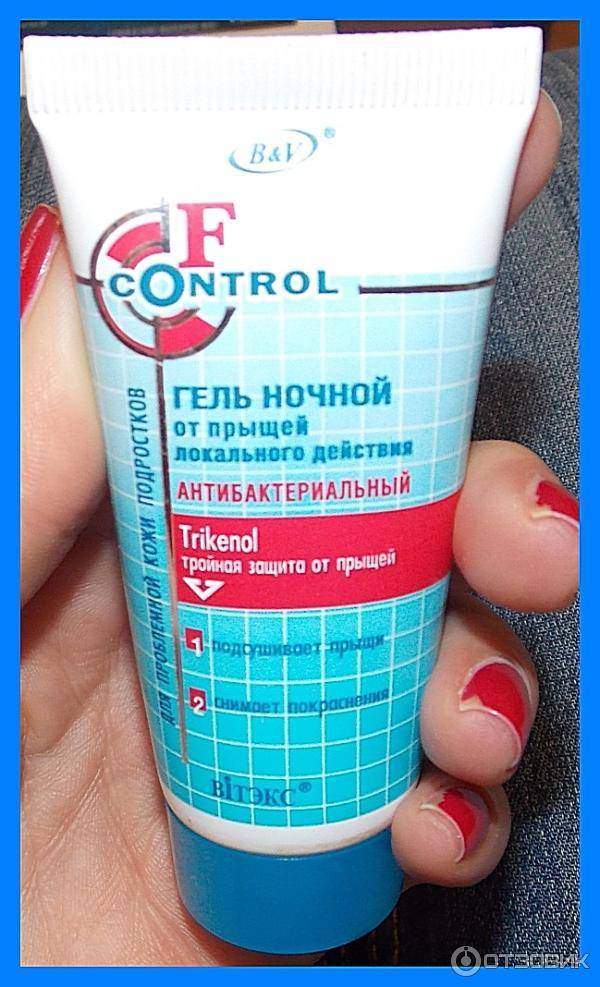 B&V®
F
CONTROL
ГЕЛЬ НОЧНОЙ
от прыщей
локального действия
АНТИБАКТЕРИАЛЬНЫЙ
Trikenol
тройная защита от прыщей
1 подсушивает прыщи
2 снимает покраснения
ВіТЭКС®
ДЛЯ ПРОБЛЕМНОЙ КОЖИ ПОДРОСТКОВ
ОТЗОВИК